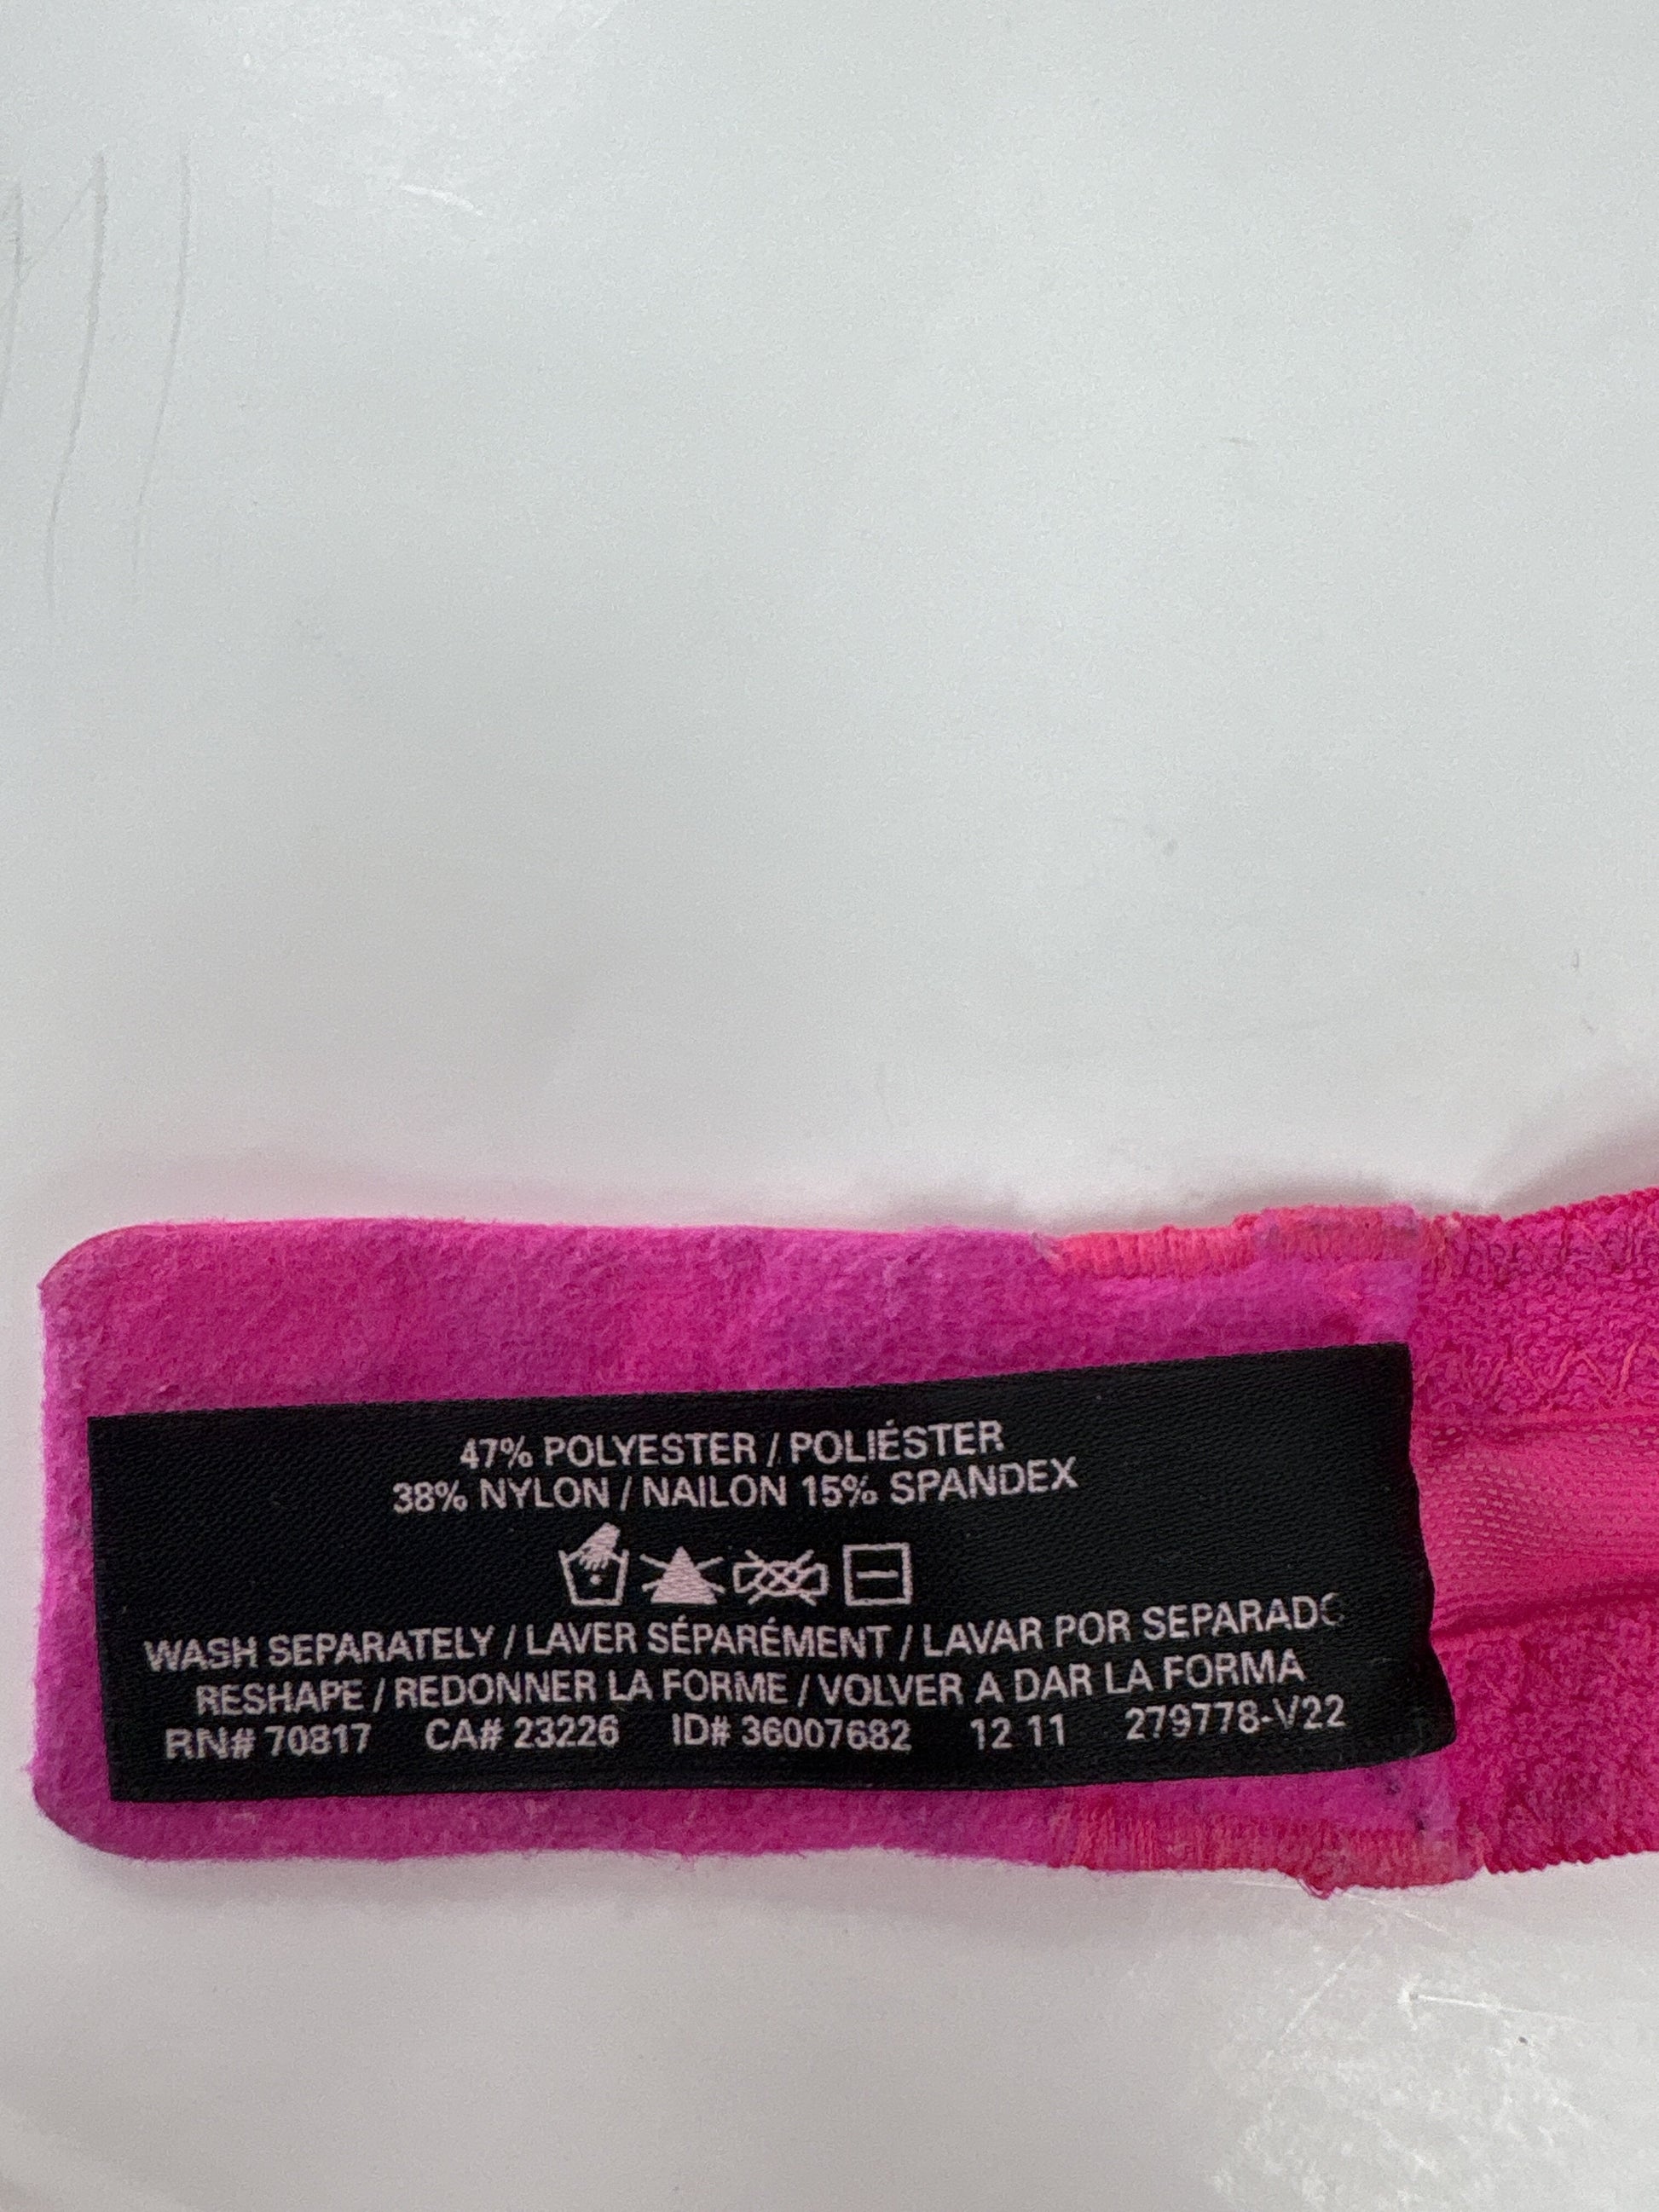 47% POLYESTER / POLIÉSTER
38% NYLON / NAILON 15% SPANDEX
WASH SEPARATELY / LAVER SÉPARÉMENT / LAVAR POR SEPARADO
RESHAPE / REDONNER LA FORME / VOLVER A DAR LA FORMA
RN# 70817 CA# 23226 ID# 36007682 12 11 279778-V22